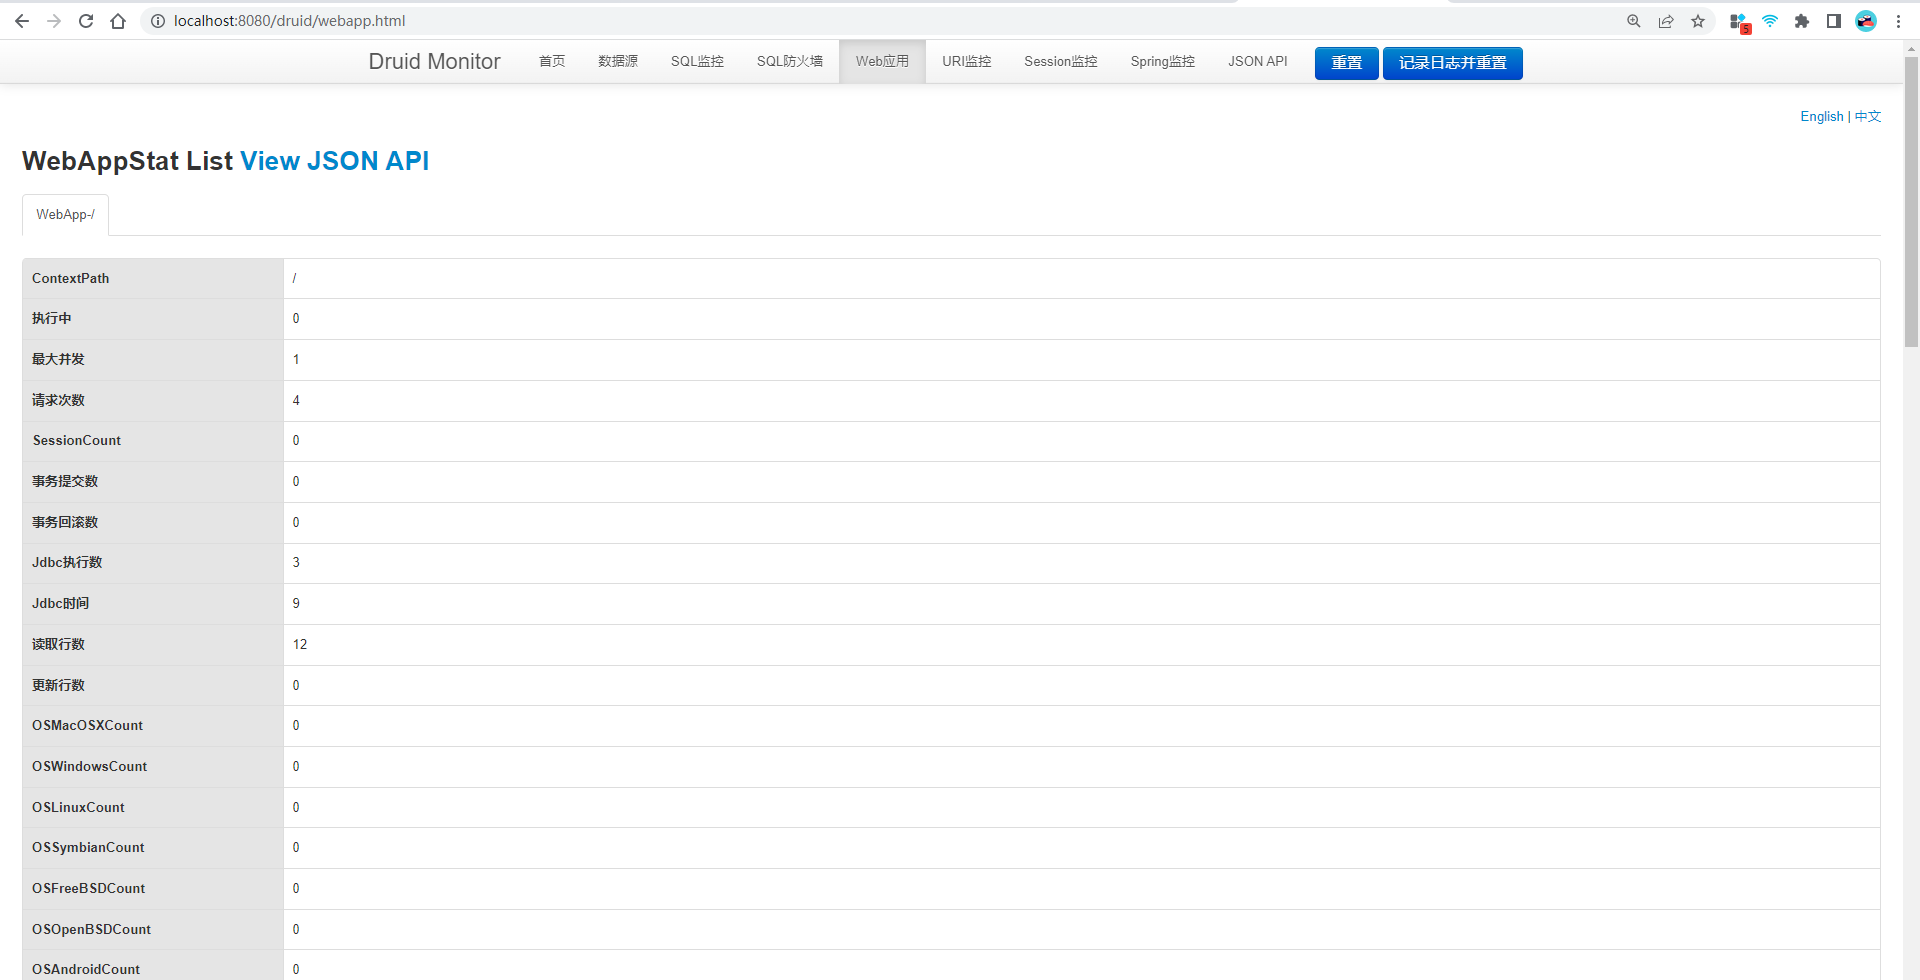 localhost:8080/druid/webapp.html
5
Druid Monitor 首页 数据源 SQL监控 SQL防火墙 Web应用 URI监控 Session监控 Spring监控 JSON API 重置 记录日志并重置
English | 中文
WebAppStat List View JSON API
WebApp-/
ContextPath /
执行中 0
最大并发 1
请求次数 4
SessionCount 0
事务提交数 0
事务回滚数 0
Jdbc执行数 3
Jdbc时间 9
读取行数 12
更新行数 0
OSMacOSXCount 0
OSWindowsCount 0
OSLinuxCount 0
OSSymbianCount 0
OSFreeBSDCount 0
OSOpenBSDCount 0
OSAndroidCount 0